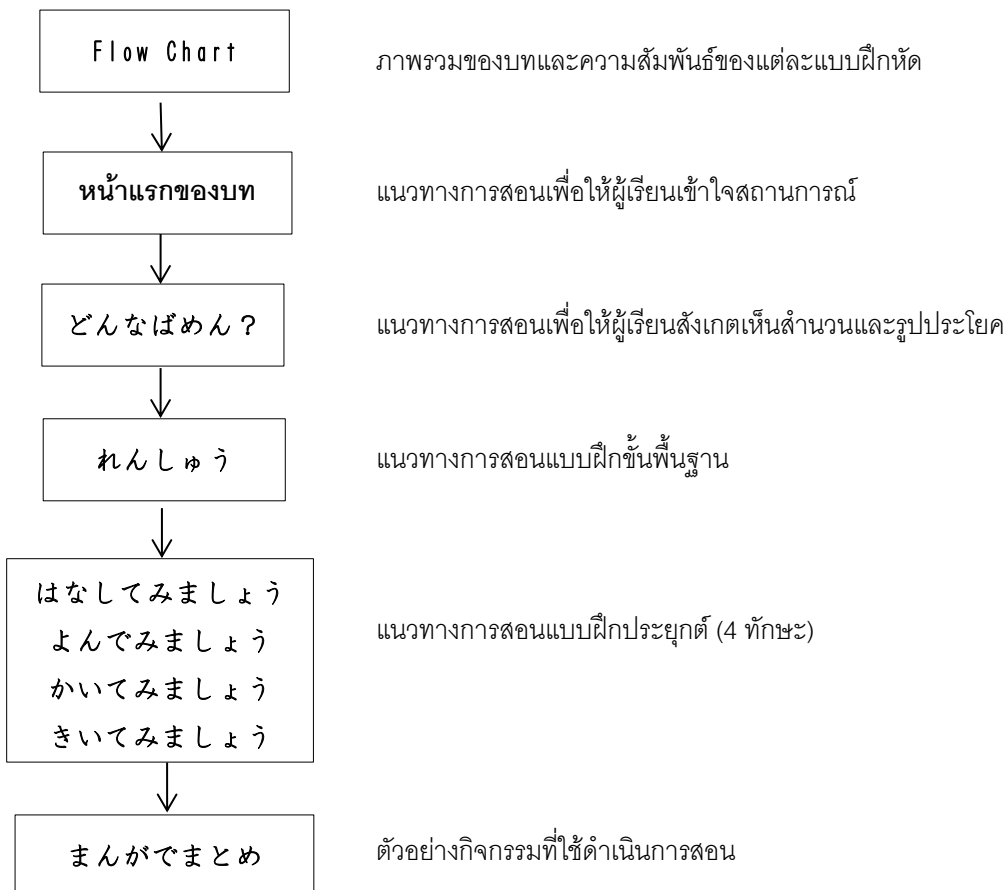 Flow Chart
ภาพรวมของบทและความสัมพันธ์ของแต่ละแบบฝึกหัด
หน้าแรกของบท
แนวทางการสอนเพื่อให้ผู้เรียนเข้าใจสถานการณ์
どんなばめん？
แนวทางการสอนเพื่อให้ผู้เรียนสังเกตเห็นสำนวนและรูปประโยค
れんしゅう
แนวทางการสอนแบบฝึกขั้นพื้นฐาน
はなしてみましょう
よんでみましょう
かいてみましょう
きいてみましょう
แนวทางการสอนแบบฝึกประยุกต์ (4 ทักษะ)
まんがでまとめ
ตัวอย่างกิจกรรมที่ใช้ดำเนินการสอน